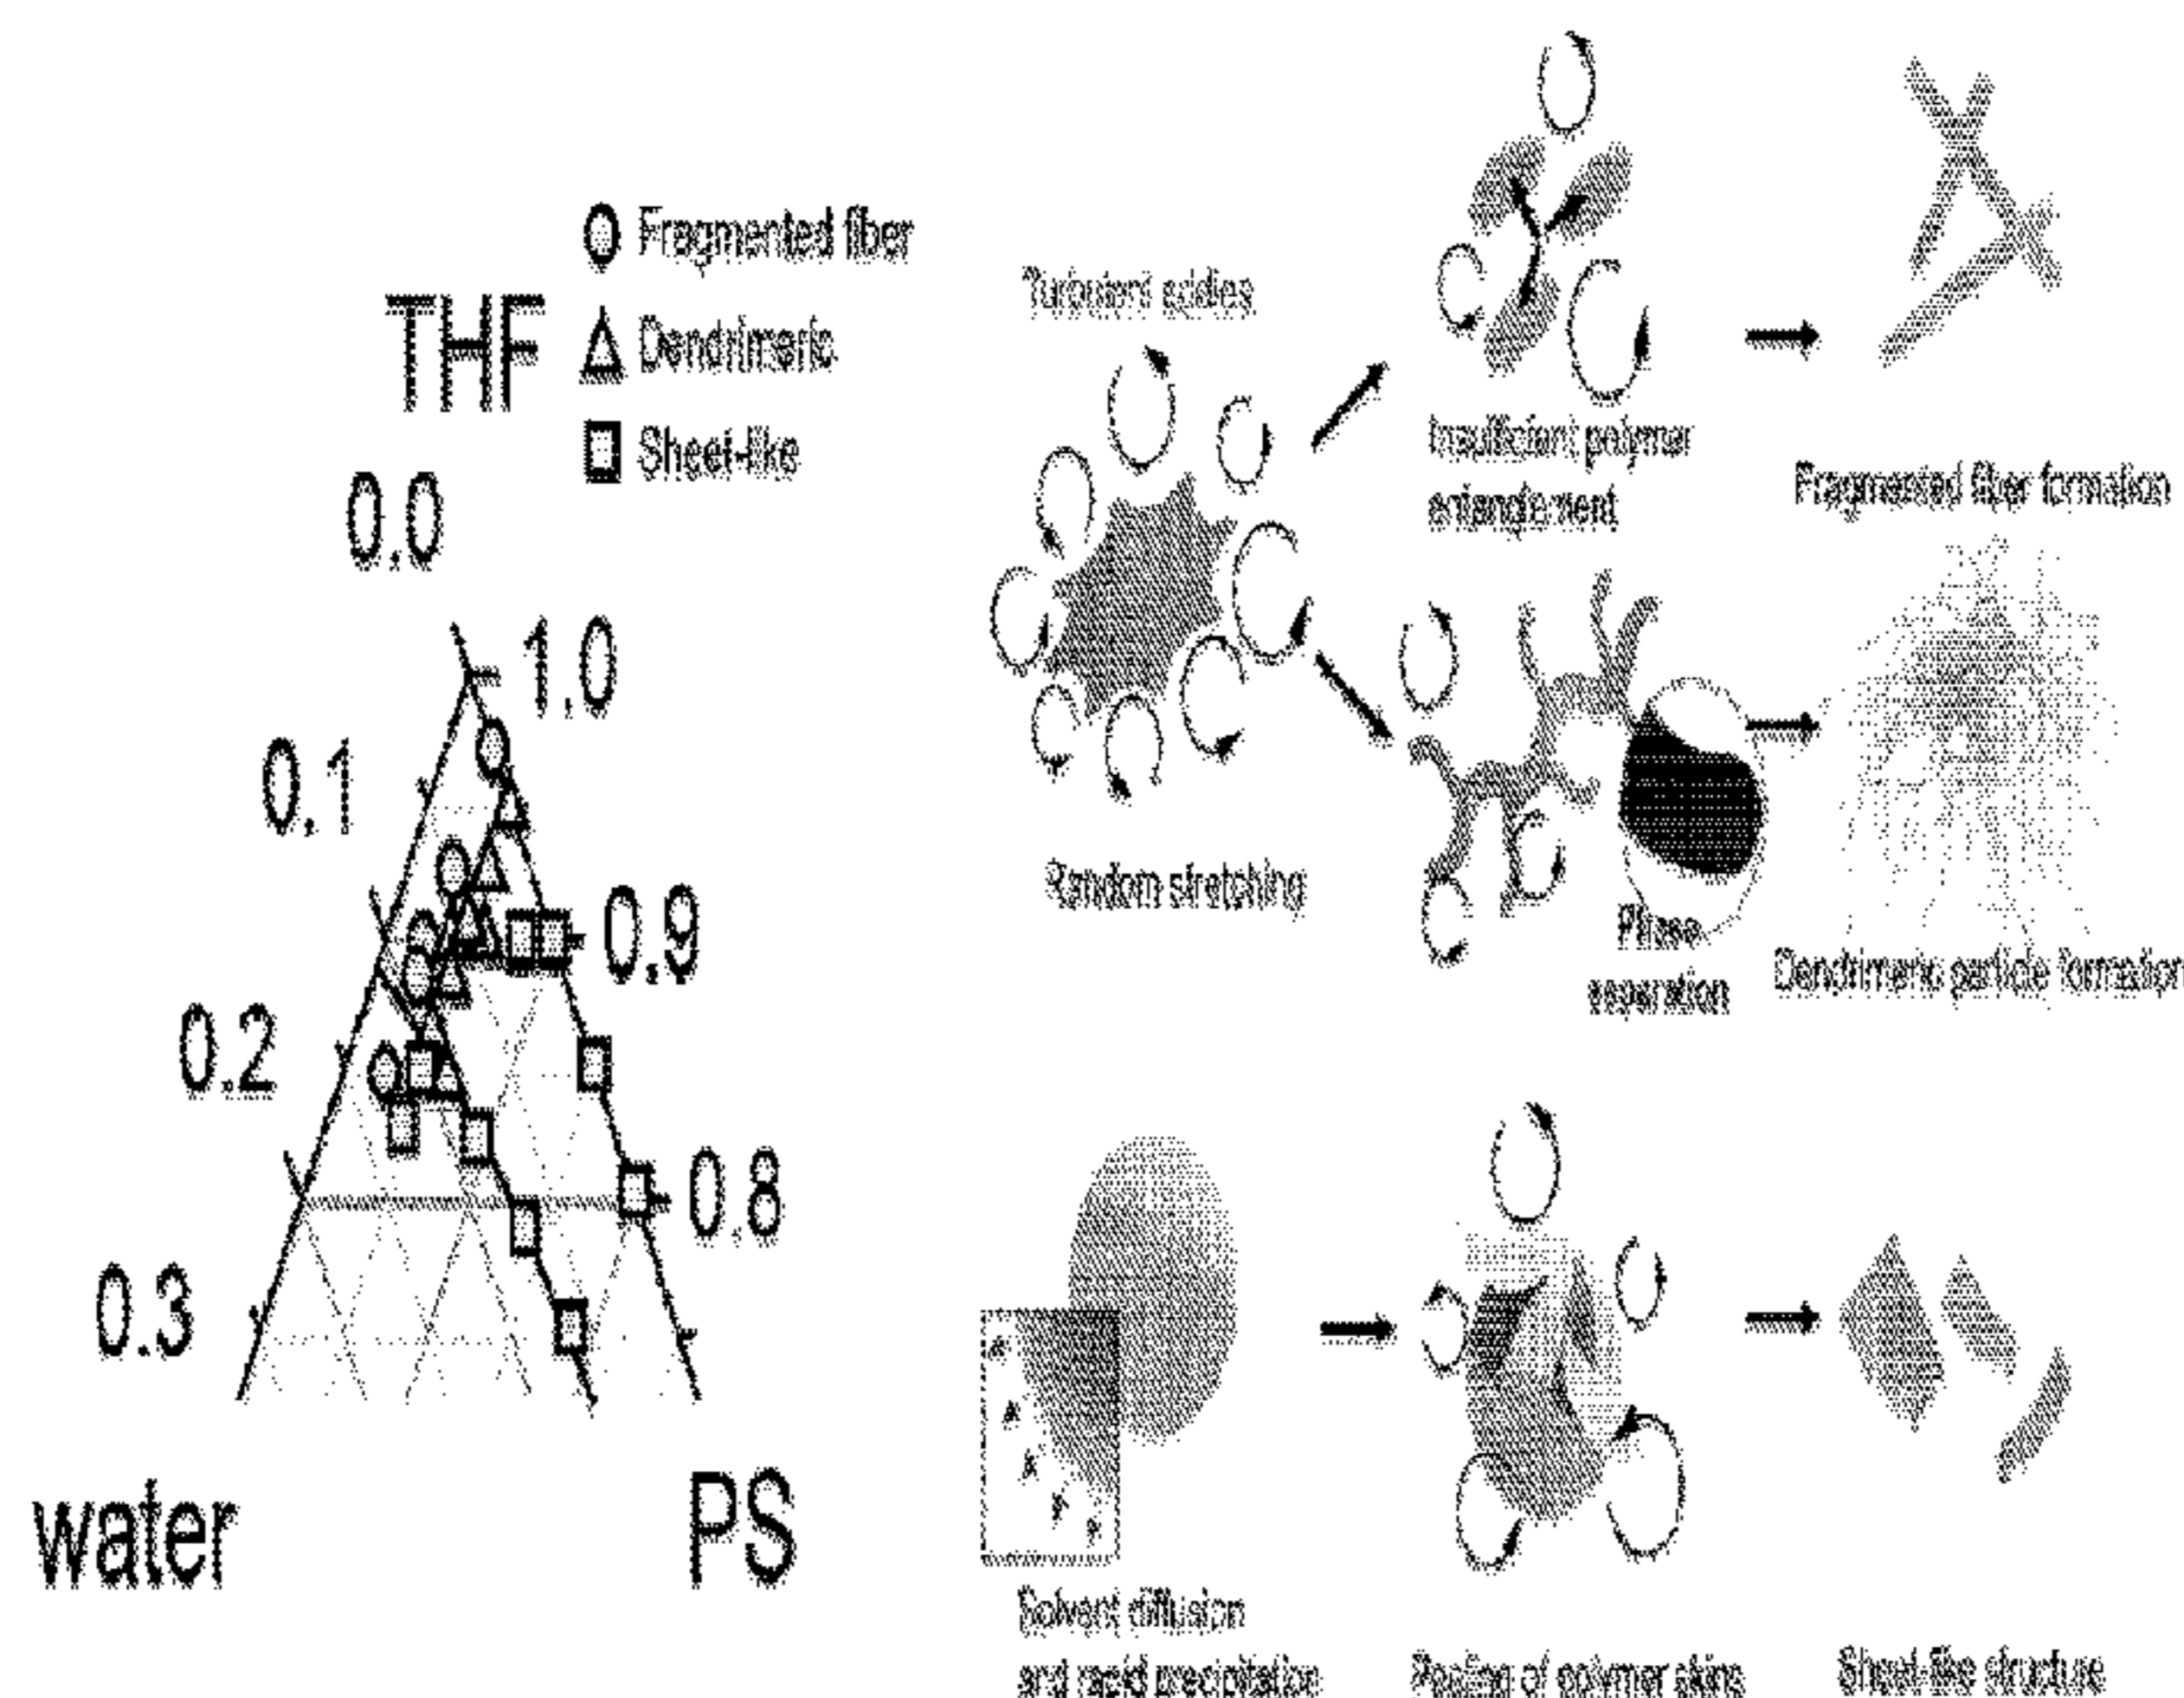 Fragmented fiber
THF
Dendrimeric
Sheet-like
0.0
1.0
0.1
0.9
0.2
0.8
0.3
water
PS
Turbulent eddies
Random stretching
Insufficient polymer
entanglement
Fragmented fiber formation
Phase
separation
Dendrimeric particle formation
Solvent diffusion
and rapid precipitation
Peeling of polymer skins
Sheet-like structure